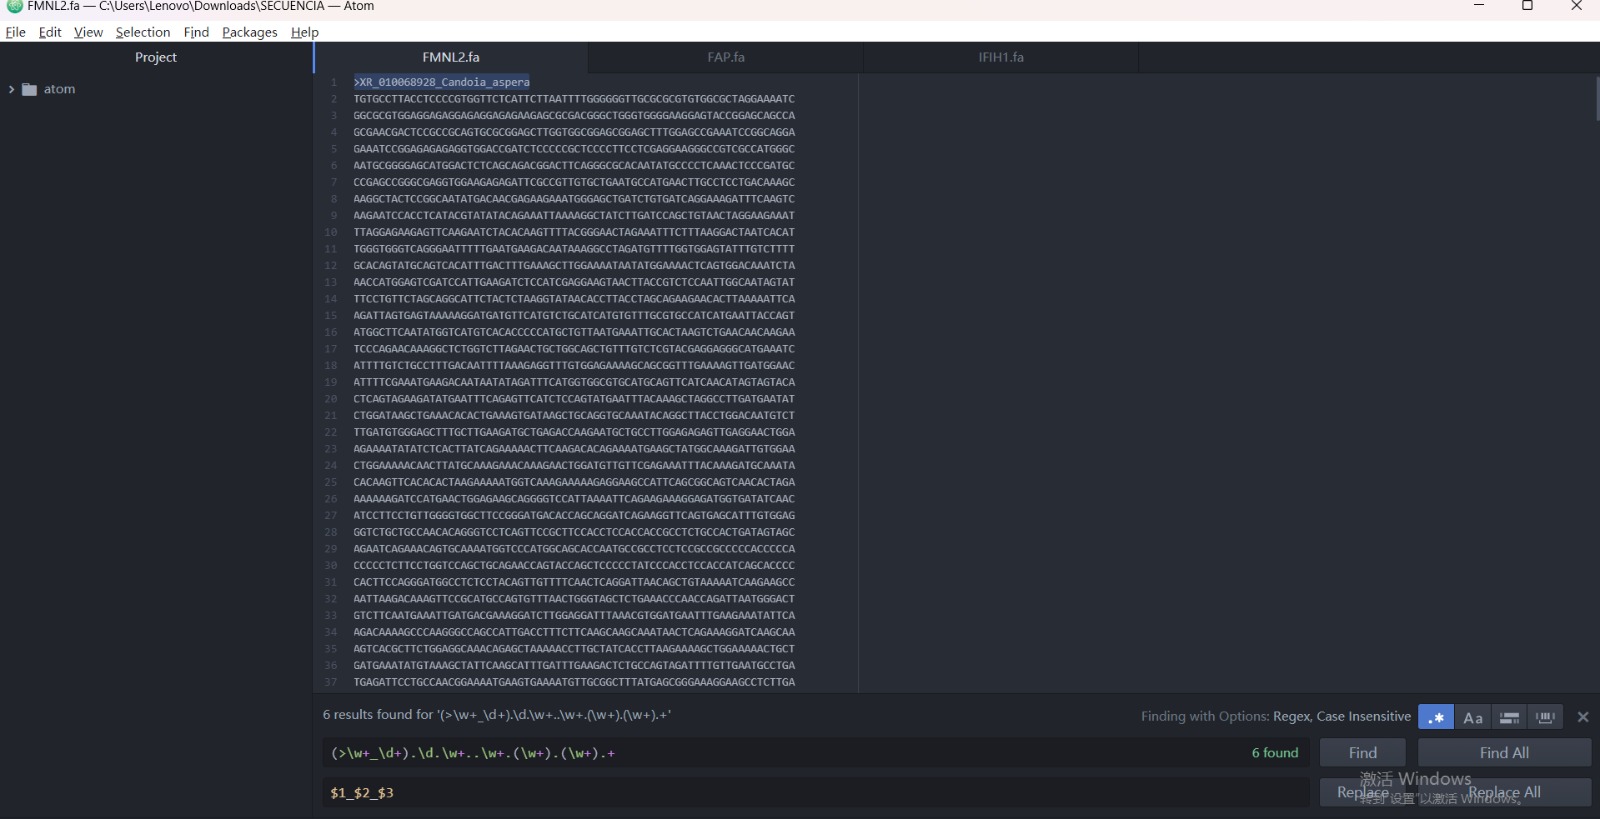 FMNL2.fa — C:\Users\Lenovo\Downloads\SECUENCIA — Atom
File Edit View Selection Find Packages Help
Project
FMNL2.fa
FAP.fa
IFIH1.fa
atom
1 >XR_010068928_Candoia_aspera
2 TGTGCCTTACCTCCCCGTGGTTCTCATTCTTAATTTTGGGGGGTTGCGCGCGTGTGGCGCTAGGAAAATC
3 GGCGCGTGGAGGAGAGGAGAGGAGAGAAGAGCGCGACGGGCTGGGTGGGGAAGGAGTACCGGAGCAGCCA
4 GCGAACGACTCCGCCGCAGTGCGCGGAGCTTGGTGGCGGAGCGGAGCTTTGGAGCCGAAATCCGGCAGGA
5 GAAATCCGGAGAGAGAGGTGGACCGATCTCCCCCGCTCCCCTTCCTCGAGGAAGGGCCGTCGCCATGGGC
6 AATGCGGGGAGCATGGACTCTCAGCAGACGGACTTCAGGGCGCACAATATGCCCCTCAAACTCCCGATGC
7 CCGAGCCGGGCGAGGTGGAAGAGAGATTCGCCGTTGTGCTGAATGCCATGAACTTGCCTCCTGACAAAGC
8 AAGGCTACTCCGGCAATATGACAACGAGAAGAAATGGGAGCTGATCTGTGATCAGGAAAGATTTCAAGTC
9 AAGAATCCACCTCATACGTATATACAGAAATTAAAAGGCTATCTTGATCCAGCTGTAACTAGGAAGAAAT
10 TTAGGAGAAGAGTTCAAGAATCTACACAAGTTTTACGGGAACTAGAAATTTCTTTAAGGACTAATCACAT
11 TGGGTGGGTCAGGGAATTTTTGAATGAAGACAATAAAGGCCTAGATGTTTTGGTGGAGTATTTGTCTTTT
12 GCACAGTATGCAGTCACATTTGACTTTGAAAGCTTGGAAAATAATATGGAAAACTCAGTGGACAAATCTA
13 AACCATGGAGTCGATCCATTGAAGATCTCCATCGAGGAAGTAACTTACCGTCTCCAATTGGCAATAGTAT
14 TTCCTGTTCTAGCAGGCATTCTACTCTAAGGTATAACACCTTACCTAGCAGAAGAACACTTAAAAATTCA
15 AGATTAGTGAGTAAAAAGGATGATGTTCATGTCTGCATCATGTGTTTGCGTGCCATCATGAATTACCAGT
16 ATGGCTTCAATATGGTCATGTCACACCCCCATGCTGTTAATGAAATTGCACTAAGTCTGAACAACAAGAA
17 TCCCAGAACAAAGGCTCTGGTCTTAGAACTGCTGGCAGCTGTTTGTCTCGTACGAGGAGGGCATGAAATC
18 ATTTTGTCTGCCTTTGACAATTTTAAAGAGGTTTGTGGAGAAAAGCAGCGGTTTGAAAAGTTGATGGAAC
19 ATTTTCGAAATGAAGACAATAATATAGATTTCATGGTGGCGTGCATGCAGTTCATCAACATAGTAGTACA
20 CTCAGTAGAAGATATGAATTTCAGAGTTCATCTCCAGTATGAATTTACAAAGCTAGGCCTTGATGAATAT
21 CTGGATAAGCTGAAACACACTGAAAGTGATAAGCTGCAGGTGCAAATACAGGCTTACCTGGACAATGTCT
22 TTGATGTGGGAGCTTTGCTTGAAGATGCTGAGACCAAGAATGCTGCCTTGGAGAGAGTTGAGGAACTGGA
23 AGAAAATATATCTCACTTATCAGAAAAACTTCAAGACACAGAAAATGAAGCTATGGCAAAGATTGTGGAA
24 CTGGAAAAACAACTTATGCAAAGAAACAAAGAACTGGATGTTGTTCGAGAAATTTACAAAGATGCAAATA
25 CACAAGTTCACACACTAAGAAAAATGGTCAAAGAAAAAGAGGAAGCCATTCAGCGGCAGTCAACACTAGA
26 AAAAAAGATCCATGAACTGGAGAAGCAGGGGTCCATTAAAATTCAGAAGAAAGGAGATGGTGATATCAAC
27 ATCCTTCCTGTTGGGGTGGCTTCCGGGATGACACCAGCAGGATCAGAAGGTTCAGTGAGCATTTGTGGAG
28 GGTCTGCTGCCAACACAGGGTCCTCAGTTCCGCTTCCACCTCCACCACCGCCTCTGCCACTGATAGTAGC
29 AGAATCAGAAACAGTGCAAAATGGTCCCATGGCAGCACCAATGCCGCCTCCTCCGCCGCCCCCACCCCCA
30 CCCCCTCTTCCTGGTCCAGCTGCAGAACCAGTACCAGCTCCCCCTATCCCACCTCCACCATCAGCACCCC
31 CACTTCCAGGGATGGCCTCTCCTACAGTTGTTTTCAACTCAGGATTAACAGCTGTAAAAATCAAGAAGCC
32 AATTAAGACAAAGTTCCGCATGCCAGTGTTTAACTGGGTAGCTCTGAAACCCAACCAGATTAATGGGACT
33 GTCTTCAATGAAATTGATGACGAAAGGATCTTGGAGGATTTAAACGTGGATGAATTTGAAGAAATATTCA
34 AGACAAAAGCCCAAGGGCCAGCCATTGACCTTTCTTCAAGCAAGCAAATAACTCAGAAAGGATCAAGCAA
35 AGTCACGCTTCTGGAGGCAAACAGAGCTAAAAACCTTGCTATCACCTTAAGAAAAGCTGGAAAAACTGCT
36 GATGAAATATGTAAAGCTATTCAAGCATTTGATTTGAAGACTCTGCCAGTAGATTTTGTTGAATGCCTGA
37 TGAGATTCCTGCCAACGGAAAATGAAGTGAAAATGTTGCGGCTTTATGAGCGGGAAAGGAAGCCTCTTGA
6 results found for '(>\w+_\d+).\d.\w+..\w+.(\w+).(\w+).+'
Finding with Options: Regex, Case Insensitive
.* Aa
(>\w+_\d+).\d.\w+..\w+.(\w+).(\w+).+
6 found
Find
Find All
$1_$2_$3
Replace
Replace All
激活 Windows
转到"设置"以激活 Windows。